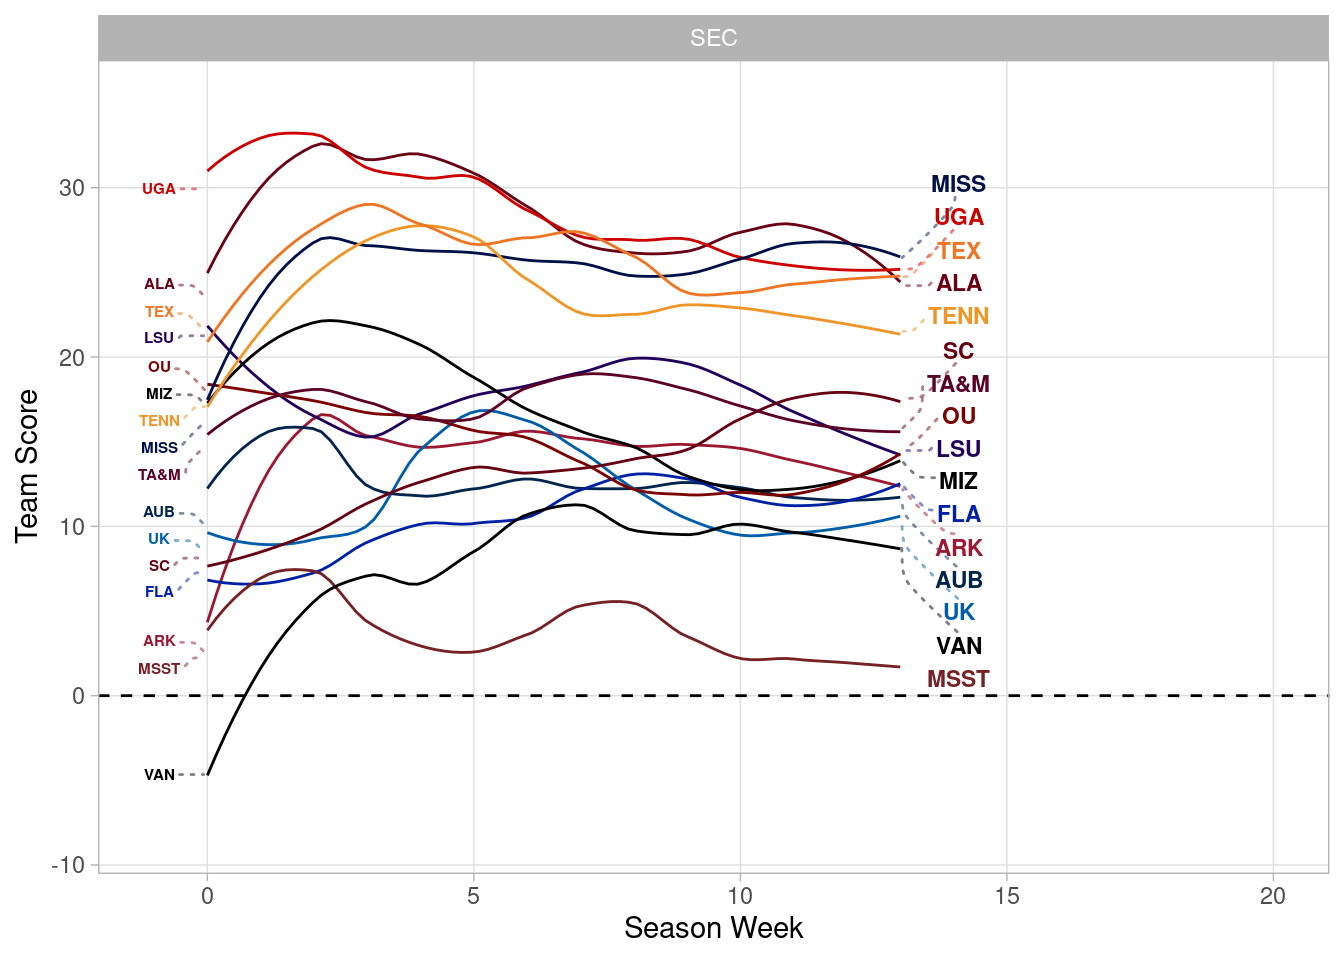 SEC
Team Score
30
20
10
0
-10
UGA
ALA
TEX
LSU
OU
MIZ
TENN
MISS
TA&M
AUB
UK
SC
FLA
ARK
MSST
VAN
MISS
UGA
TEX
ALA
TENN
SC
TA&M
OU
LSU
MIZ
FLA
ARK
AUB
UK
VAN
MSST
0 5 10 15 20
Season Week